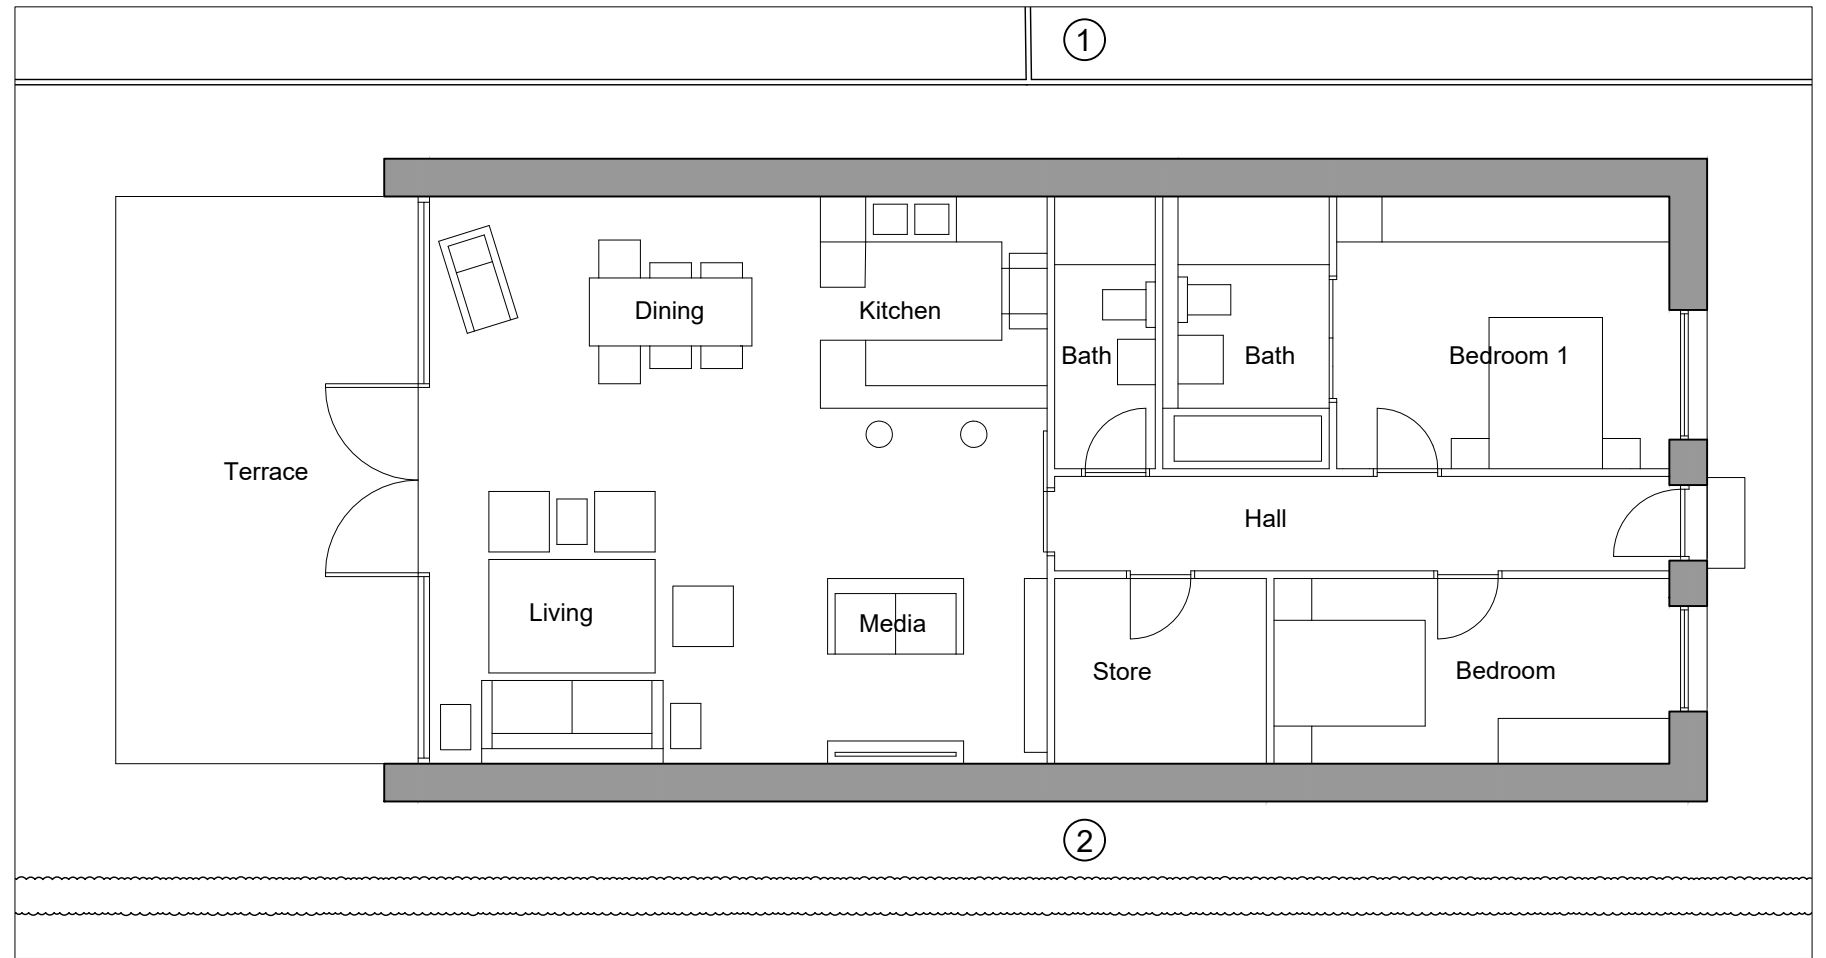 1
Dining
Kitchen
Bath
Bath
Bedroom 1
Terrace
Hall
Living
Media
Store
Bedroom
2